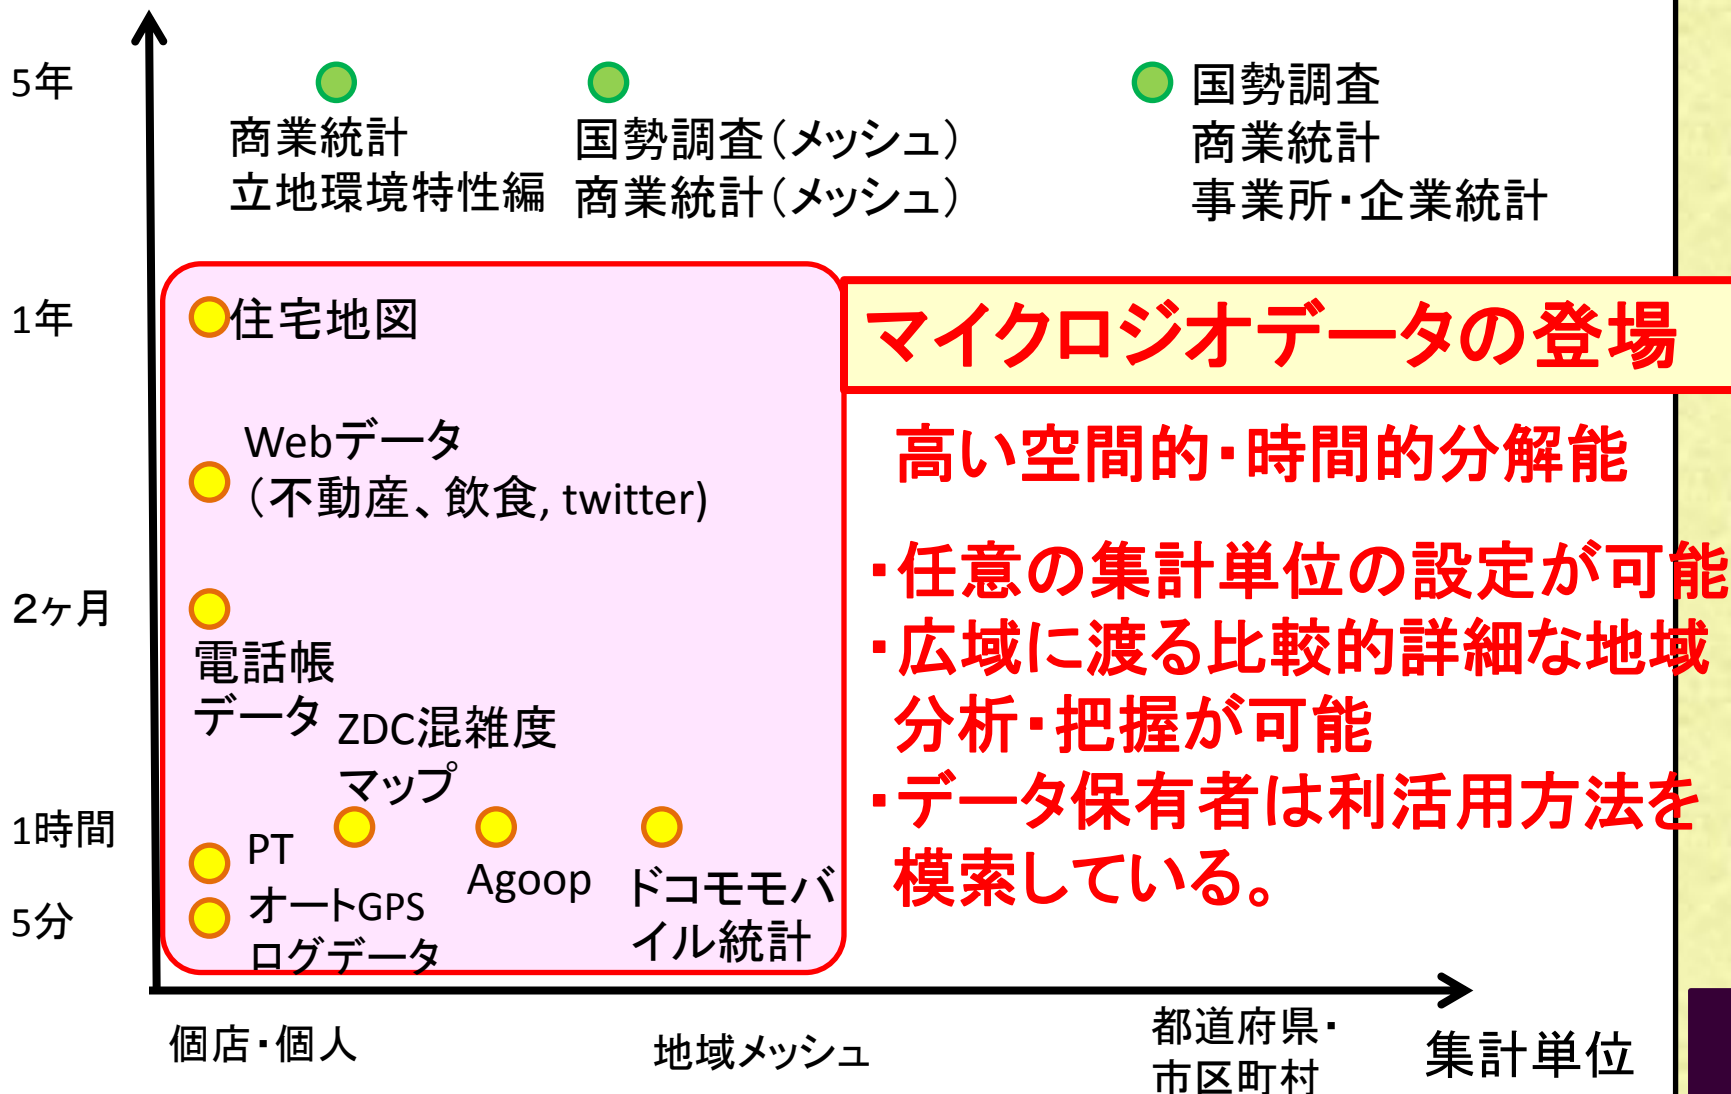 5年
商業統計
立地環境特性編
国勢調査(メッシュ)
商業統計(メッシュ)
国勢調査
商業統計
事業所・企業統計
1年
住宅地図
マイクロジオデータの登場
Webデータ
(不動産、飲食, twitter)
高い空間的・時間的分解能
・任意の集計単位の設定が可能
・広域に渡る比較的詳細な地域
分析・把握が可能
・データ保有者は利活用方法を
模索している。
2ヶ月
電話帳
データ
ZDC混雑度
マップ
1時間
PT
Agoop
ドコモモバ
イル統計
5分
オートGPS
ログデータ
個店・個人
地域メッシュ
都道府県・
市区町村
集計単位